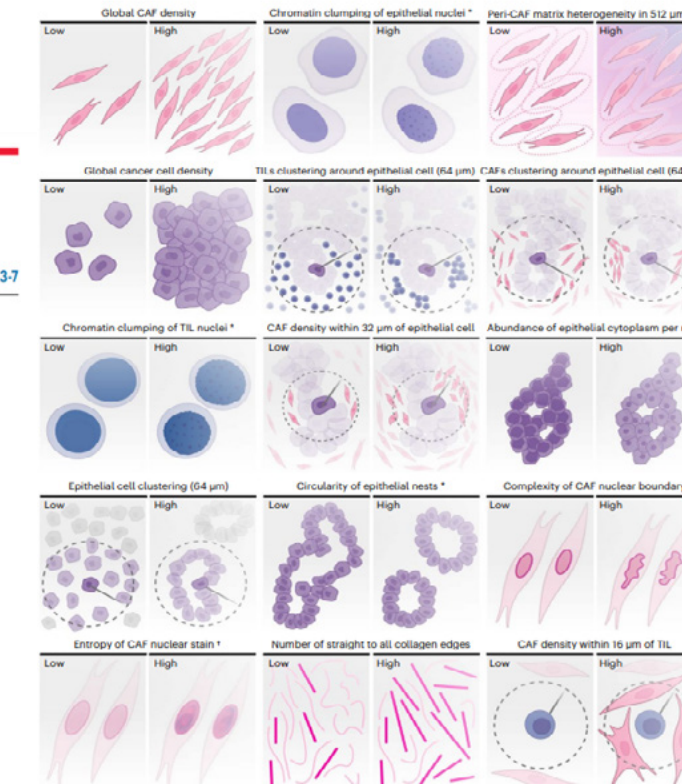 Global CAF density
Chromatin clumping of epithelial nuclei *
Peri-CAF matrix heterogeneity in 512 μm
Low
High
Low
High
Low
High
Global cancer cell density
TILs clustering around epithelial cell (64 μm)
CAFs clustering around epithelial cell (64
Low
High
Low
High
Low
High
3-7
Chromatin clumping of TIL nuclei *
CAF density within 32 μm of epithelial cell
Abundance of epithelial cytoplasm per
Low
High
Low
High
Low
High
Epithelial cell clustering (64 μm)
Circularity of epithelial nests *
Complexity of CAF nuclear boundary
Low
High
Low
High
Low
High
Entropy of CAF nuclear stain †
Number of straight to all collagen edges
CAF density within 16 μm of TIL
Low
High
Low
High
Low
High